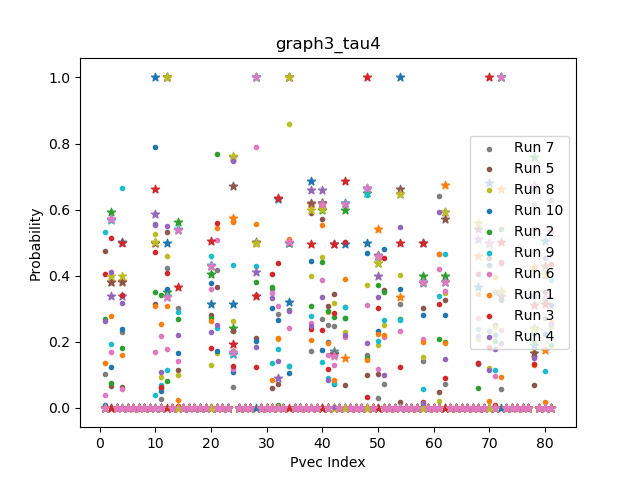 graph3_tau4
1.0
0.8
0.6
0.4
0.2
0.0
Probability
0 10 20 30 40 50 60 70 80
Pvec Index
Run 7
Run 5
Run 8
Run 10
Run 2
Run 9
Run 6
Run 1
Run 3
Run 4